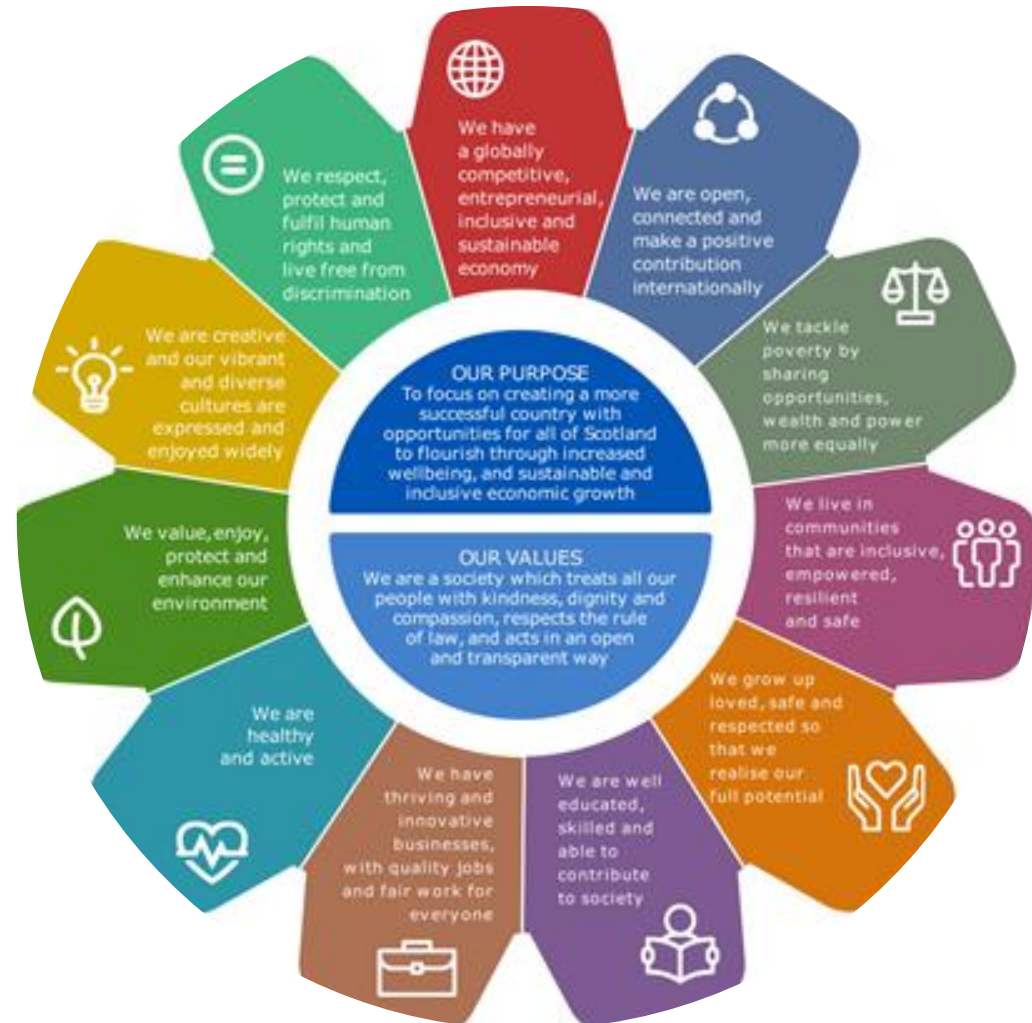 We have
a globally
competitive,
entrepreneurial,
inclusive and
sustainable
economy
We are open,
connected and
make a positive
contribution
internationally
We tackle
poverty by
sharing
opportunities,
wealth and power
more equally
We live in
communities
that are inclusive,
empowered,
resilient
and safe
We grow up
loved, safe and
respected so
that we
realise our
full potential
We are well
educated,
skilled and
able to
contribute
to society
We have
thriving and
innovative
businesses,
with quality jobs
and fair work for
everyone
We are
healthy
and active
We value, enjoy,
protect and
enhance our
environment
We are creative
and our vibrant
and diverse
cultures are
expressed and
enjoyed widely
We respect,
protect and
fulfil human
rights and
live free from
discrimination
OUR PURPOSE
To focus on creating a more
successful country with
opportunities for all of Scotland
to flourish through increased
wellbeing, and sustainable and
inclusive economic growth
OUR VALUES
We are a society which treats all our
people with kindness, dignity and
compassion, respects the rule
of law, and acts in an open
and transparent way